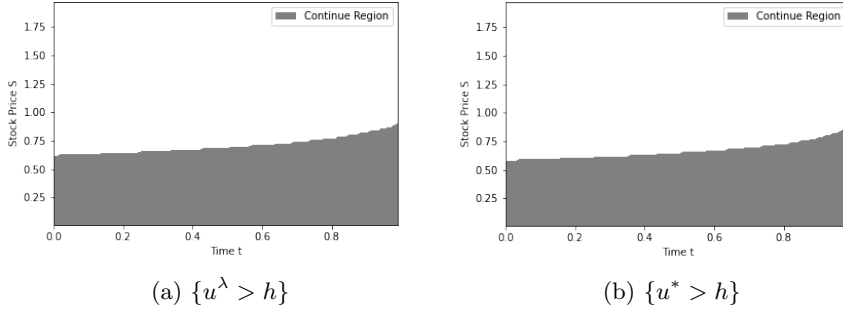 Continue Region
1.75
1.50
1.25
1.00
0.75
0.50
0.25
Stock Price S
0.0 0.2 0.4 0.6 0.8
Time t
(a) {u^λ > h}
Continue Region
1.75
1.50
1.25
1.00
0.75
0.50
0.25
Stock Price S
0.0 0.2 0.4 0.6 0.8
Time t
(b) {u* > h}